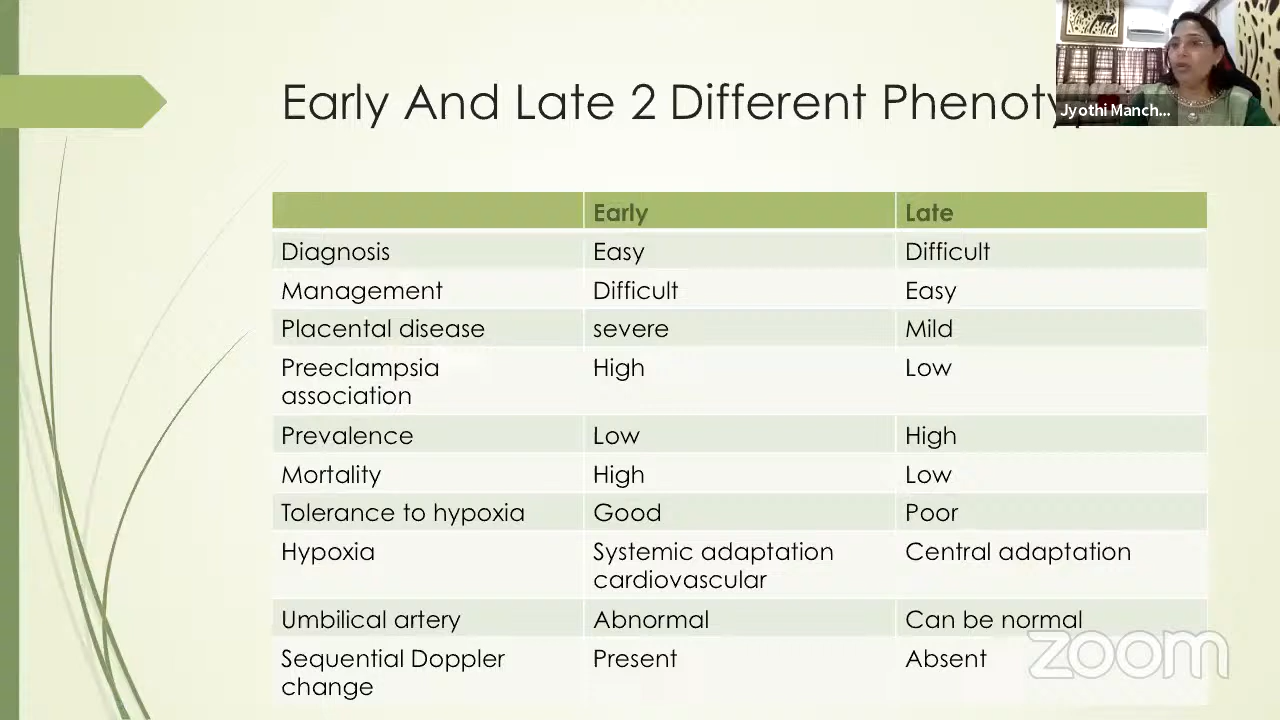 Early And Late 2 Different
Jyothi Manch...
Early Late
Diagnosis Easy Difficult
Management Difficult Easy
Placental disease severe Mild
Preeclampsia High Low
association
Prevalence Low High
Mortality High Low
Tolerance to hypoxia Good Poor
Hypoxia Systemic adaptation Central adaptation
cardiovascular
Umbilical artery Abnormal Can be normal
Sequential Doppler Present Absent
change
zoom